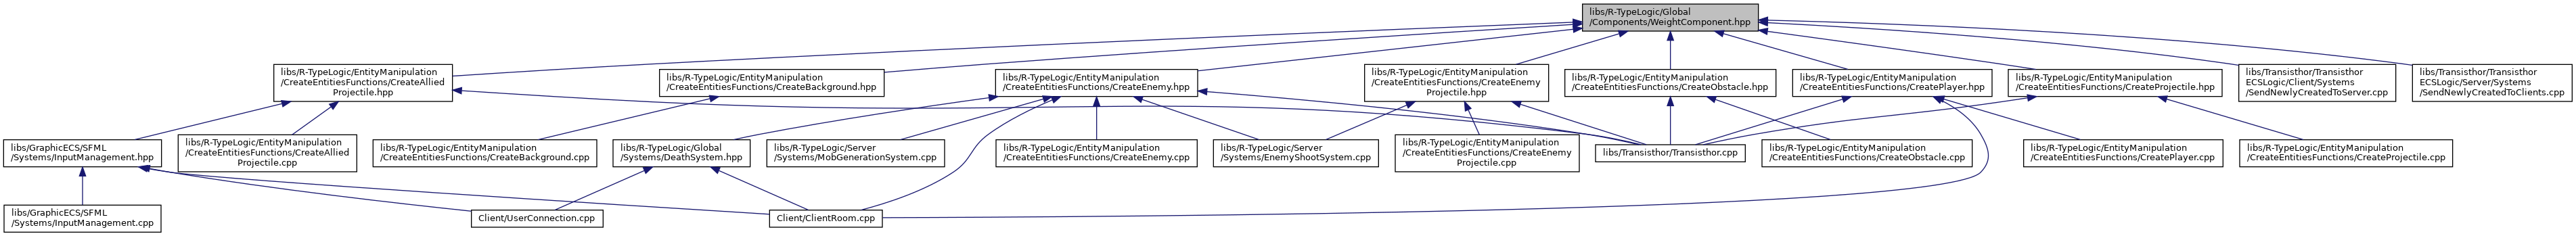 libs/R-TypeLogic/Global
/Components/WeightComponent.hpp
libs/R-TypeLogic/EntityManipulation
/CreateEntitiesFunctions/CreateAllied
Projectile.hpp
libs/R-TypeLogic/EntityManipulation
/CreateEntitiesFunctions/CreateBackground.hpp
libs/R-TypeLogic/EntityManipulation
/CreateEntitiesFunctions/CreateEnemy.hpp
libs/R-TypeLogic/EntityManipulation
/CreateEntitiesFunctions/CreateEnemy
Projectile.hpp
libs/R-TypeLogic/EntityManipulation
/CreateEntitiesFunctions/CreateObstacle.hpp
libs/R-TypeLogic/EntityManipulation
/CreateEntitiesFunctions/CreatePlayer.hpp
libs/R-TypeLogic/EntityManipulation
/CreateEntitiesFunctions/CreateProjectile.hpp
libs/Transisthor/Transisthor
ECSLogic/Client/Systems
/SendNewlyCreatedToServer.cpp
libs/Transisthor/Transisthor
ECSLogic/Server/Systems
/SendNewlyCreatedToClients.cpp
libs/GraphicECS/SFML
/Systems/InputManagement.hpp
libs/R-TypeLogic/EntityManipulation
/CreateEntitiesFunctions/CreateAllied
Projectile.cpp
libs/R-TypeLogic/EntityManipulation
/CreateEntitiesFunctions/CreateBackground.cpp
libs/R-TypeLogic/Global
/Systems/DeathSystem.hpp
libs/R-TypeLogic/Server
/Systems/MobGenerationSystem.cpp
libs/R-TypeLogic/EntityManipulation
/CreateEntitiesFunctions/CreateEnemy.cpp
libs/R-TypeLogic/Server
/Systems/EnemyShootSystem.cpp
libs/R-TypeLogic/EntityManipulation
/CreateEntitiesFunctions/CreateEnemy
Projectile.cpp
libs/Transisthor/Transisthor.cpp
libs/R-TypeLogic/EntityManipulation
/CreateEntitiesFunctions/CreateObstacle.cpp
libs/R-TypeLogic/EntityManipulation
/CreateEntitiesFunctions/CreatePlayer.cpp
libs/R-TypeLogic/EntityManipulation
/CreateEntitiesFunctions/CreateProjectile.cpp
libs/GraphicECS/SFML
/Systems/InputManagement.cpp
Client/UserConnection.cpp
Client/ClientRoom.cpp